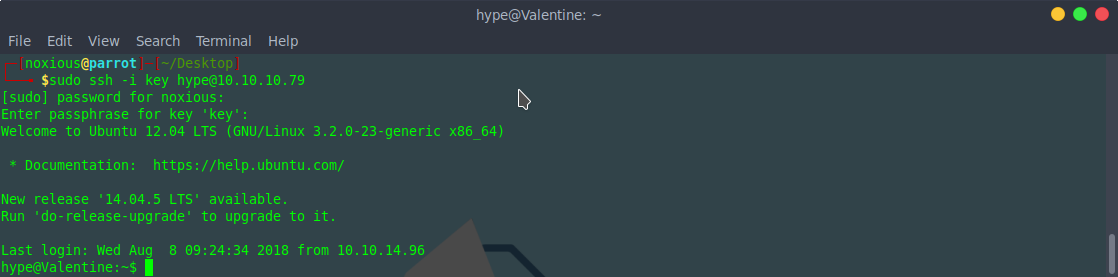 hype@Valentine: ~
File Edit View Search Terminal Help
[noxious@parrot] [~/Desktop]
$sudo ssh -i key hype@10.10.10.79
[sudo] password for noxious:
Enter passphrase for key 'key':
Welcome to Ubuntu 12.04 LTS (GNU/Linux 3.2.0-23-generic x86_64)
* Documentation:  https://help.ubuntu.com/
New release '14.04.5 LTS' available.
Run 'do-release-upgrade' to upgrade to it.
Last login: Wed Aug  8 09:24:34 2018 from 10.10.14.96
hype@Valentine:~$